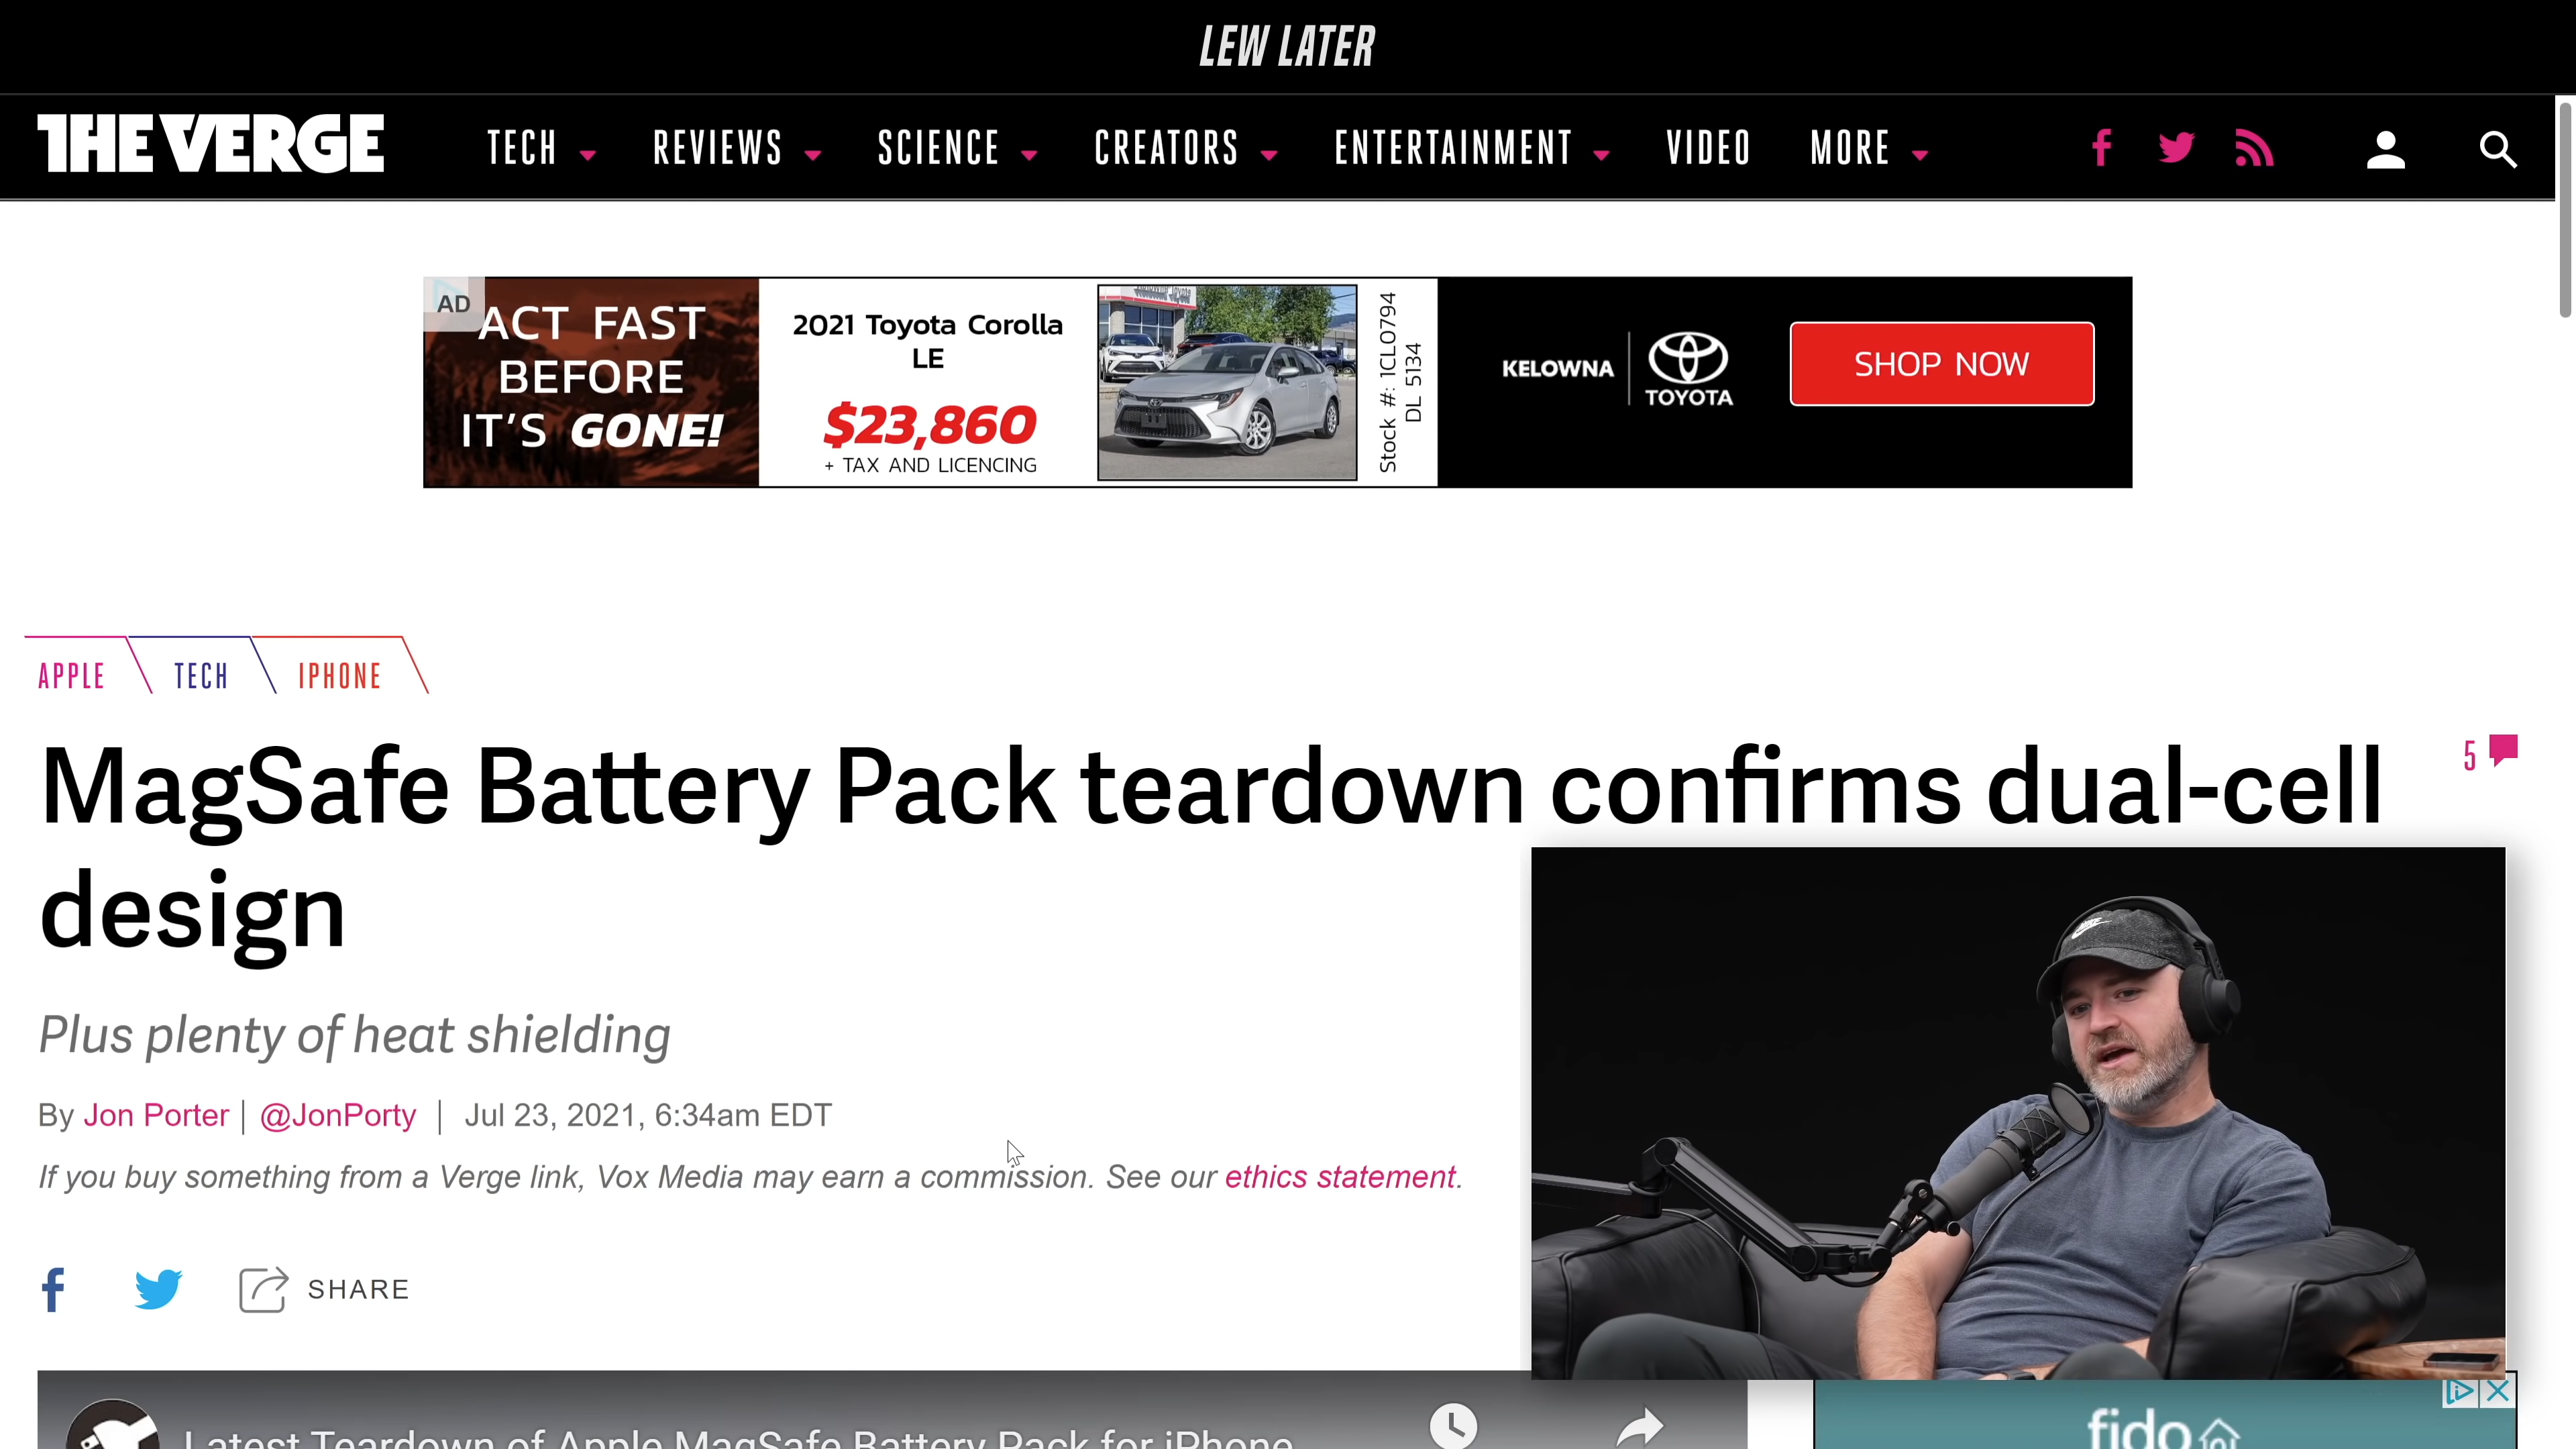 LEW LATER
THE VERGE
TECH REVIEWS SCIENCE CREATORS ENTERTAINMENT VIDEO MORE
AD
ACT FAST
BEFORE
IT'S GONE!
2021 Toyota Corolla
LE
$23,860
+ TAX AND LICENCING
Stock #: 1CL0794
DL 5134
KELOWNA
TOYOTA
SHOP NOW
APPLE TECH IPHONE
MagSafe Battery Pack teardown confirms dual-cell
design
5
Plus plenty of heat shielding
By Jon Porter | @JonPorty | Jul 23, 2021, 6:34am EDT
If you buy something from a Verge link, Vox Media may earn a commission. See our ethics statement.
SHARE
Latest Teardown of Apple MagSafe Battery Pack for iPhone
fido